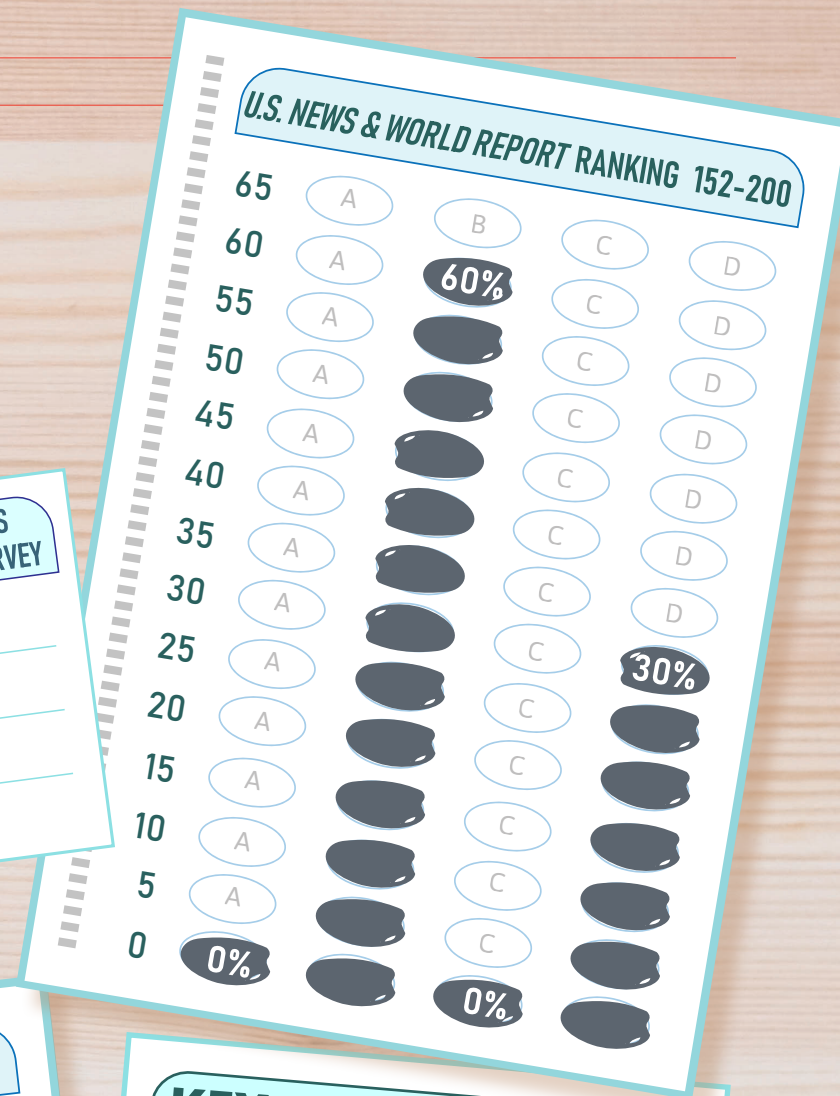 U.S. NEWS & WORLD REPORT RANKING 152-200
65 A B C D
60 A 60% C D
55 A C D
50 A C D
45 A C D
40 A C D
35 A C D
30 A C 30%
25 A C
20 A C
15 A C
10 A C
5 A C
0 0% 0%
S
RVEY